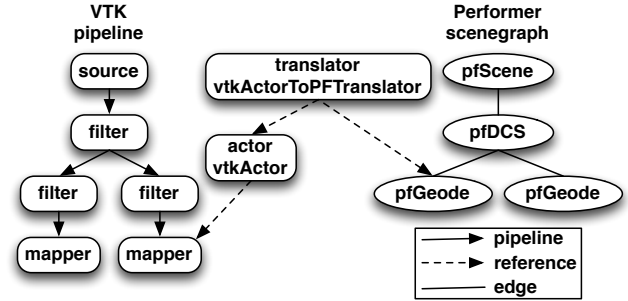 VTK
pipeline
Performer
scenegraph
source
translator
vtkActorToPFTranslator
pfScene
filter
actor
vtkActor
pfDCS
filter
filter
pfGeode
pfGeode
mapper
mapper
pipeline
reference
edge